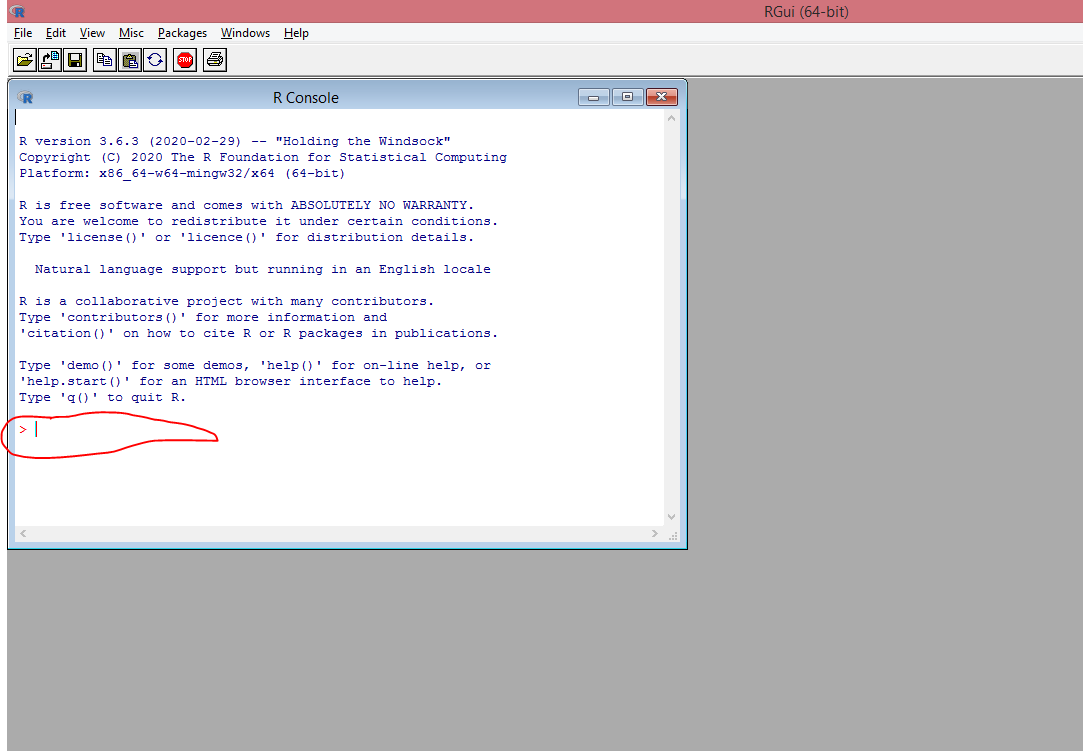 RGui (64-bit)
File Edit View Misc Packages Windows Help
STOP
R Console
R version 3.6.3 (2020-02-29) -- "Holding the Windsock"
Copyright (C) 2020 The R Foundation for Statistical Computing
Platform: x86_64-w64-mingw32/x64 (64-bit)
R is free software and comes with ABSOLUTELY NO WARRANTY.
You are welcome to redistribute it under certain conditions.
Type 'license()' or 'licence()' for distribution details.
Natural language support but running in an English locale
R is a collaborative project with many contributors.
Type 'contributors()' for more information and
'citation()' on how to cite R or R packages in publications.
Type 'demo()' for some demos, 'help()' for on-line help, or
'help.start()' for an HTML browser interface to help.
Type 'q()' to quit R.
>